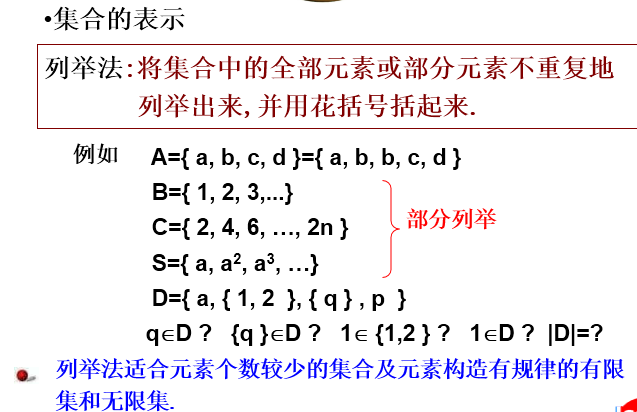 •集合的表示
列举法:将集合中的全部元素或部分元素不重复地
列举出来,并用花括号括起来.
例如 A={ a, b, c, d }={ a, b, b, c, d }
B={ 1, 2, 3,...}
C={ 2, 4, 6, …, 2n }
部分列举
S={ a, a², a³, …}
D={ a, { 1, 2 }, { q } , p }
q∈D ? {q }∈D ? 1∈ {1,2 } ? 1∈D ? |D|=?
列举法适合元素个数较少的集合及元素构造有规律的有限
集和无限集.